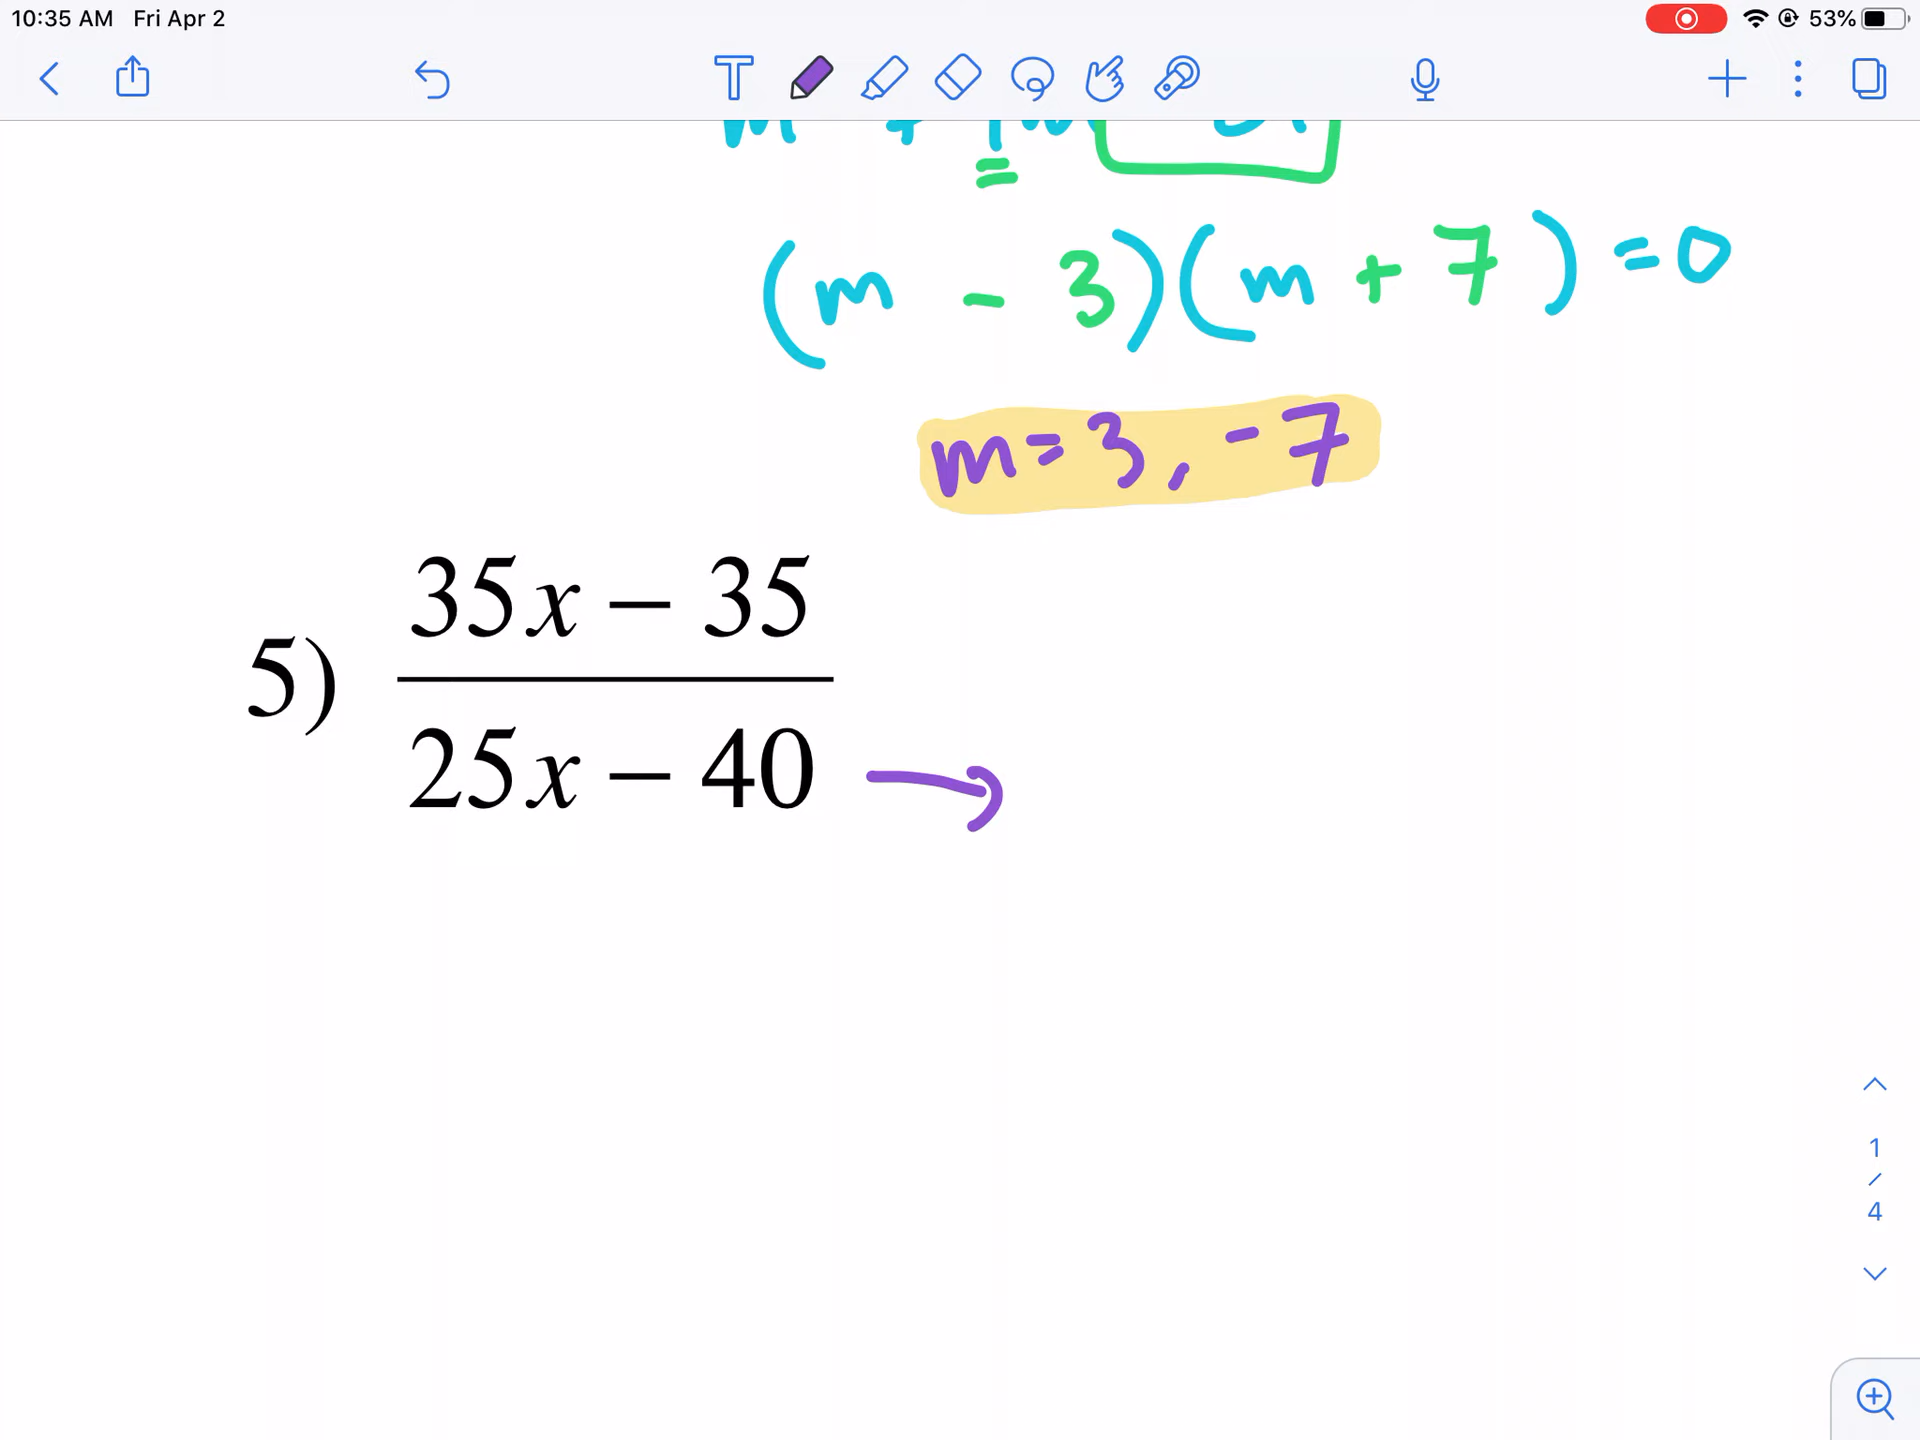 10:35 AM Fri Apr 2 53%
(m - 3)(m + 7) = 0
m = 3, -7
35x − 35
5)
25x − 40
1
/
4